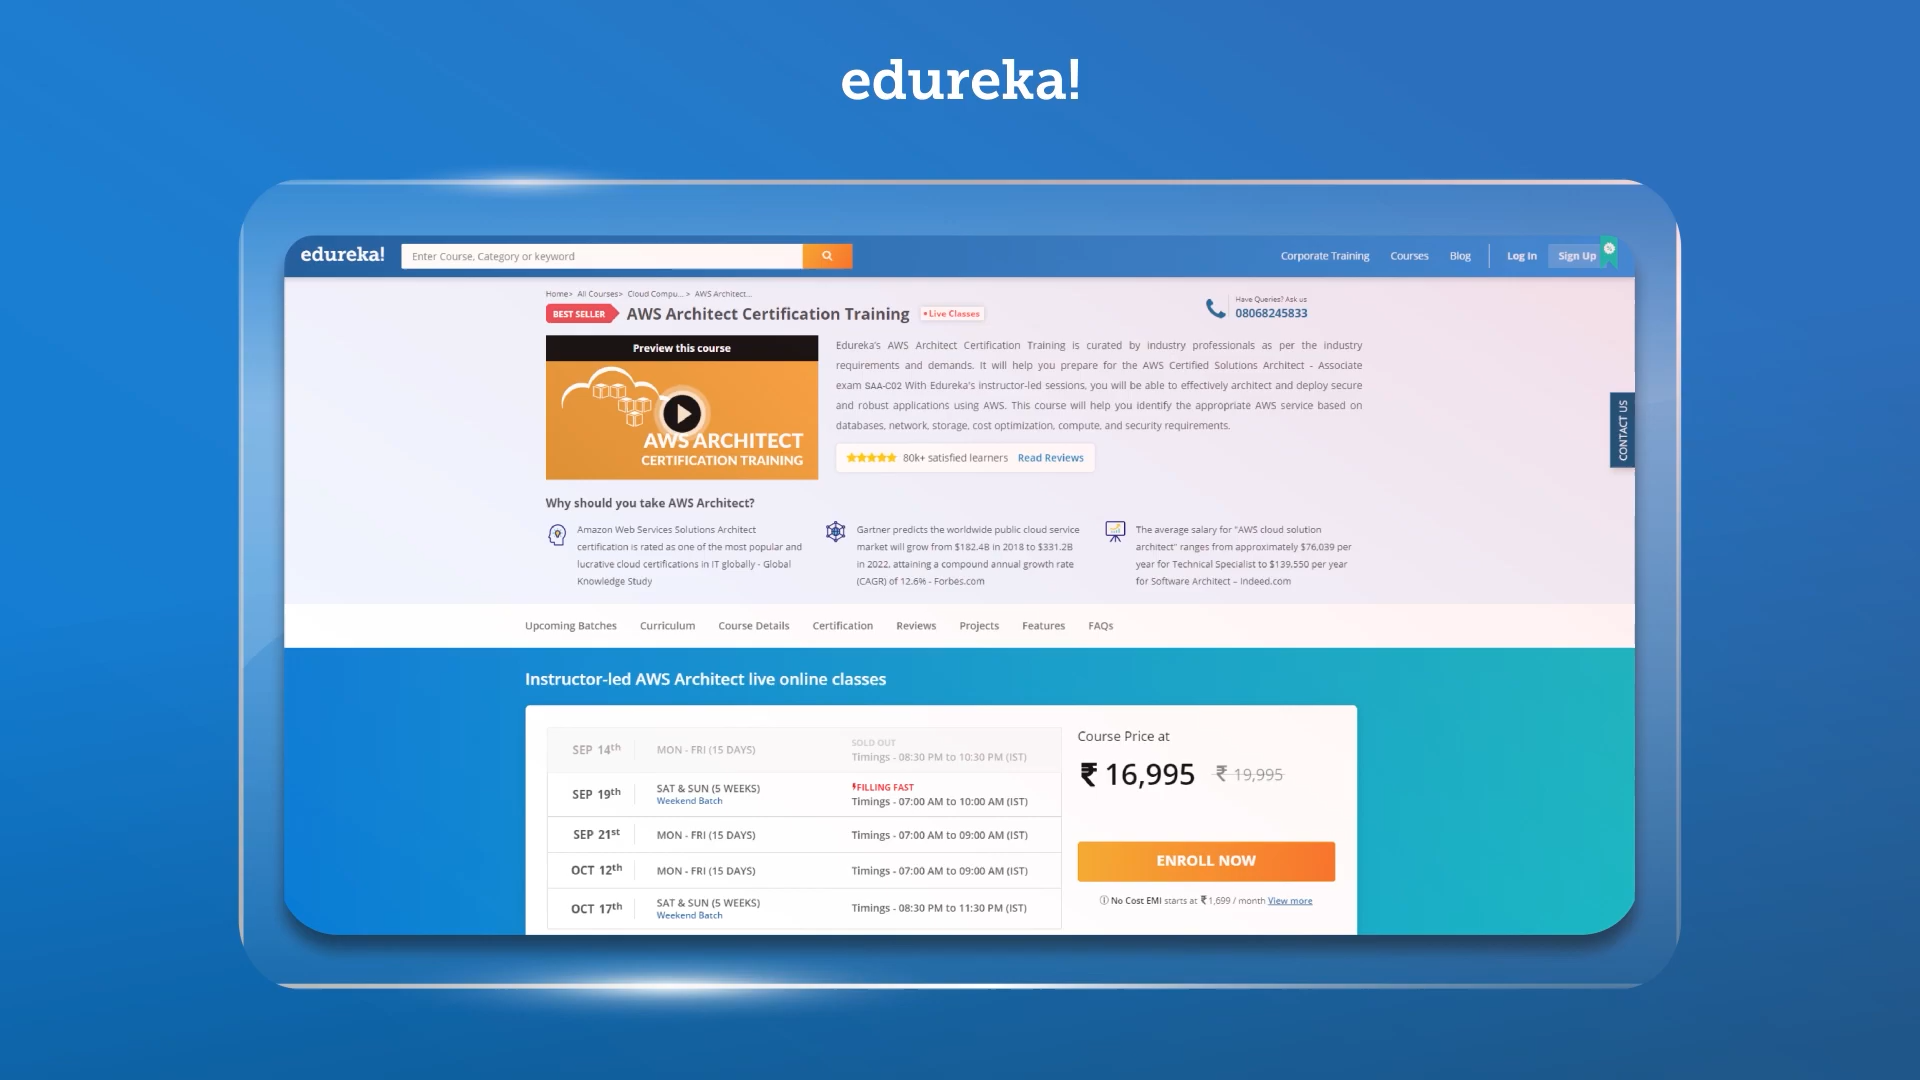 edureka!
edureka!
Enter Course, Category or keyword
Corporate Training
Courses
Blog
Log In
Sign Up
Home> All Courses> Cloud Compu... > AWS Architect...
BEST SELLER
AWS Architect Certification Training
Live Classes
Have Queries? Ask us
08068245833
Preview this course
AWS ARCHITECT
CERTIFICATION TRAINING
Edureka's AWS Architect Certification Training is curated by industry professionals as per the industry
requirements and demands. It will help you prepare for the AWS Certified Solutions Architect - Associate
exam SAA-C02 With Edureka's instructor-led sessions, you will be able to effectively architect and deploy secure
and robust applications using AWS. This course will help you identify the appropriate AWS service based on
databases, network, storage, cost optimization, compute, and security requirements.
80k+ satisfied learners Read Reviews
CONTACT US
Why should you take AWS Architect?
Amazon Web Services Solutions Architect
certification is rated as one of the most popular and
lucrative cloud certifications in IT globally - Global
Knowledge Study
Gartner predicts the worldwide public cloud service
market will grow from $182.4B in 2018 to $331.2B
in 2022, attaining a compound annual growth rate
(CAGR) of 12.6% - Forbes.com
The average salary for "AWS cloud solution
architect" ranges from approximately $76,039 per
year for Technical Specialist to $139,550 per year
for Software Architect – Indeed.com
Upcoming Batches
Curriculum
Course Details
Certification
Reviews
Projects
Features
FAQs
Instructor-led AWS Architect live online classes
SEP 14th
MON - FRI (15 DAYS)
SOLD OUT
Timings - 08:30 PM to 10:30 PM (IST)
SEP 19th
SAT & SUN (5 WEEKS)
Weekend Batch
FILLING FAST
Timings - 07:00 AM to 10:00 AM (IST)
SEP 21st
MON - FRI (15 DAYS)
Timings - 07:00 AM to 09:00 AM (IST)
OCT 12th
MON - FRI (15 DAYS)
Timings - 07:00 AM to 09:00 AM (IST)
OCT 17th
SAT & SUN (5 WEEKS)
Weekend Batch
Timings - 08:30 PM to 11:30 PM (IST)
Course Price at
₹ 16,995 ₹ 19,995
ENROLL NOW
No Cost EMI starts at ₹ 1,699 / month View more